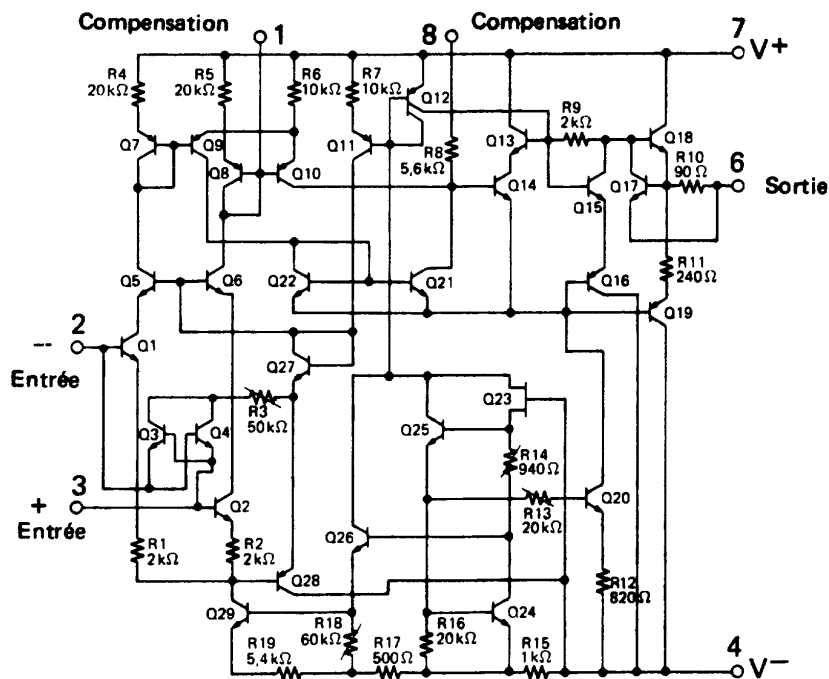 Compensation
1
8
Compensation
7
V+
R4
20kΩ
R5
20kΩ
R6
10kΩ
R7
10kΩ
Q12
R9
2kΩ
Q7
Q9
Q8
Q10
Q11
R8
5,6kΩ
Q13
Q18
R10
90Ω
6
Sortie
Q14
Q15
Q17
Q5
Q6
Q22
Q21
Q16
R11
240Ω
Q19
2
--
Entrée
Q1
Q27
Q23
R3
50kΩ
Q3
Q4
Q25
R14
940Ω
3
+
Entrée
Q2
R13
20kΩ
Q20
Q26
R1
2kΩ
R2
2kΩ
Q28
R12
820Ω
Q29
R18
60kΩ
R16
20kΩ
Q24
R19
5,4kΩ
R17
500Ω
R15
1kΩ
4
V−